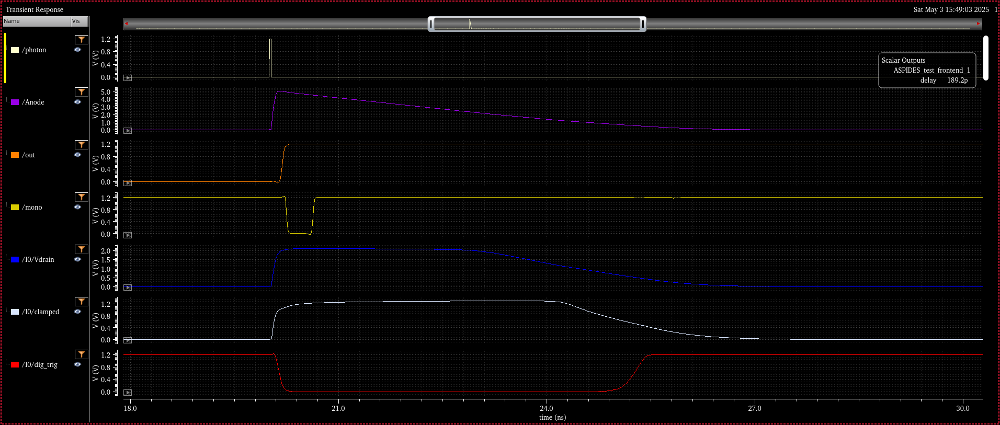 Transient Response
Sat May 3 15:49:03 2025 1
Name Vis
/photon
V (V)
1.2
0.8
0.4
0.0
Scalar Outputs
ASPIDES_test_frontend_1
delay 189.2p
/Anode
V (V)
5.0
4.0
3.0
2.0
1.0
0.0
/out
V (V)
1.2
0.8
0.4
0.0
/mono
V (V)
1.2
0.8
0.4
0.0
/I0/Vdrain
V (V)
2.0
1.5
1.0
0.5
0.0
/I0/clamped
V (V)
1.2
0.8
0.4
0.0
/I0/dig_trig
V (V)
1.2
0.8
0.4
0.0
18.0 21.0 24.0 27.0 30.0
time (ns)